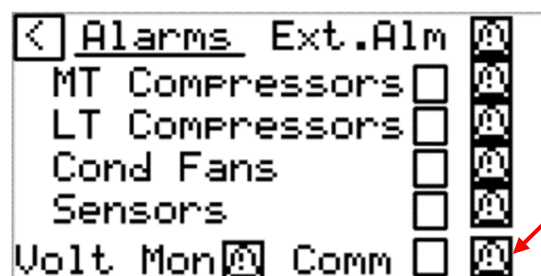 < Alarms Ext.Alm
MT Compressors
LT Compressors
Cond Fans
Sensors
Volt Mon Comm